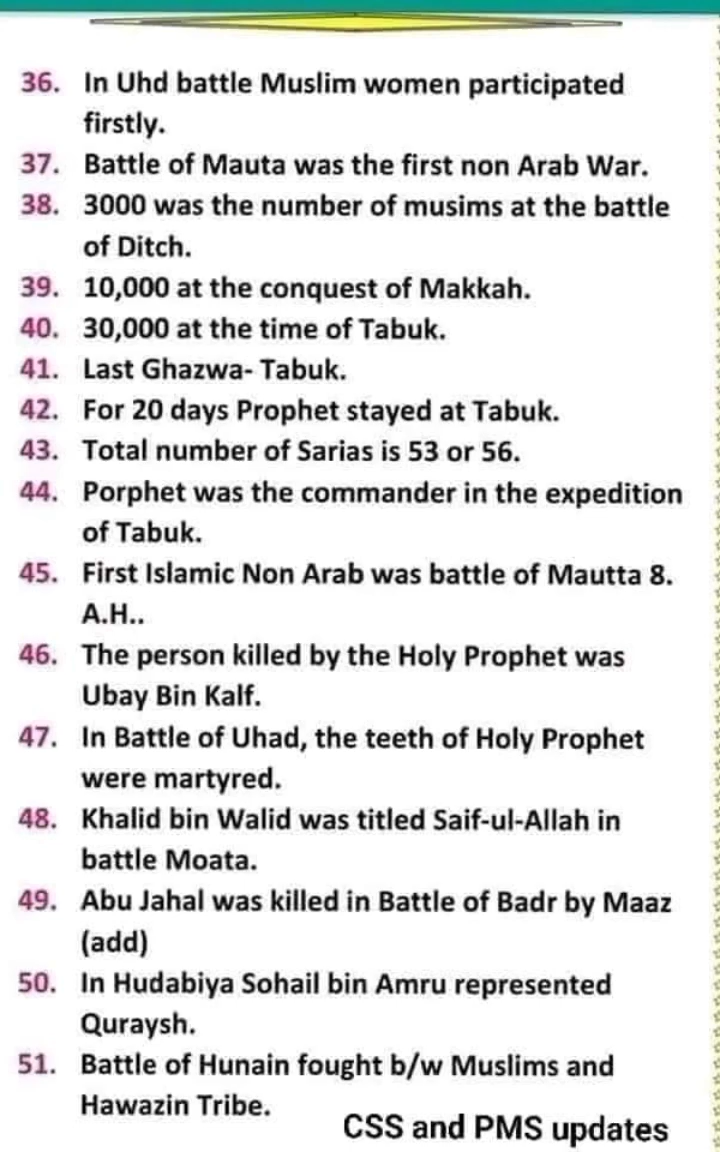 36. In Uhd battle Muslim women participated
firstly.
37. Battle of Mauta was the first non Arab War.
38. 3000 was the number of musims at the battle
of Ditch.
39. 10,000 at the conquest of Makkah.
40. 30,000 at the time of Tabuk.
41. Last Ghazwa- Tabuk.
42. For 20 days Prophet stayed at Tabuk.
43. Total number of Sarias is 53 or 56.
44. Porphet was the commander in the expedition
of Tabuk.
45. First Islamic Non Arab was battle of Mautta 8.
A.H..
46. The person killed by the Holy Prophet was
Ubay Bin Kalf.
47. In Battle of Uhad, the teeth of Holy Prophet
were martyred.
48. Khalid bin Walid was titled Saif-ul-Allah in
battle Moata.
49. Abu Jahal was killed in Battle of Badr by Maaz
(add)
50. In Hudabiya Sohail bin Amru represented
Quraysh.
51. Battle of Hunain fought b/w Muslims and
Hawazin Tribe.
CSS and PMS updates